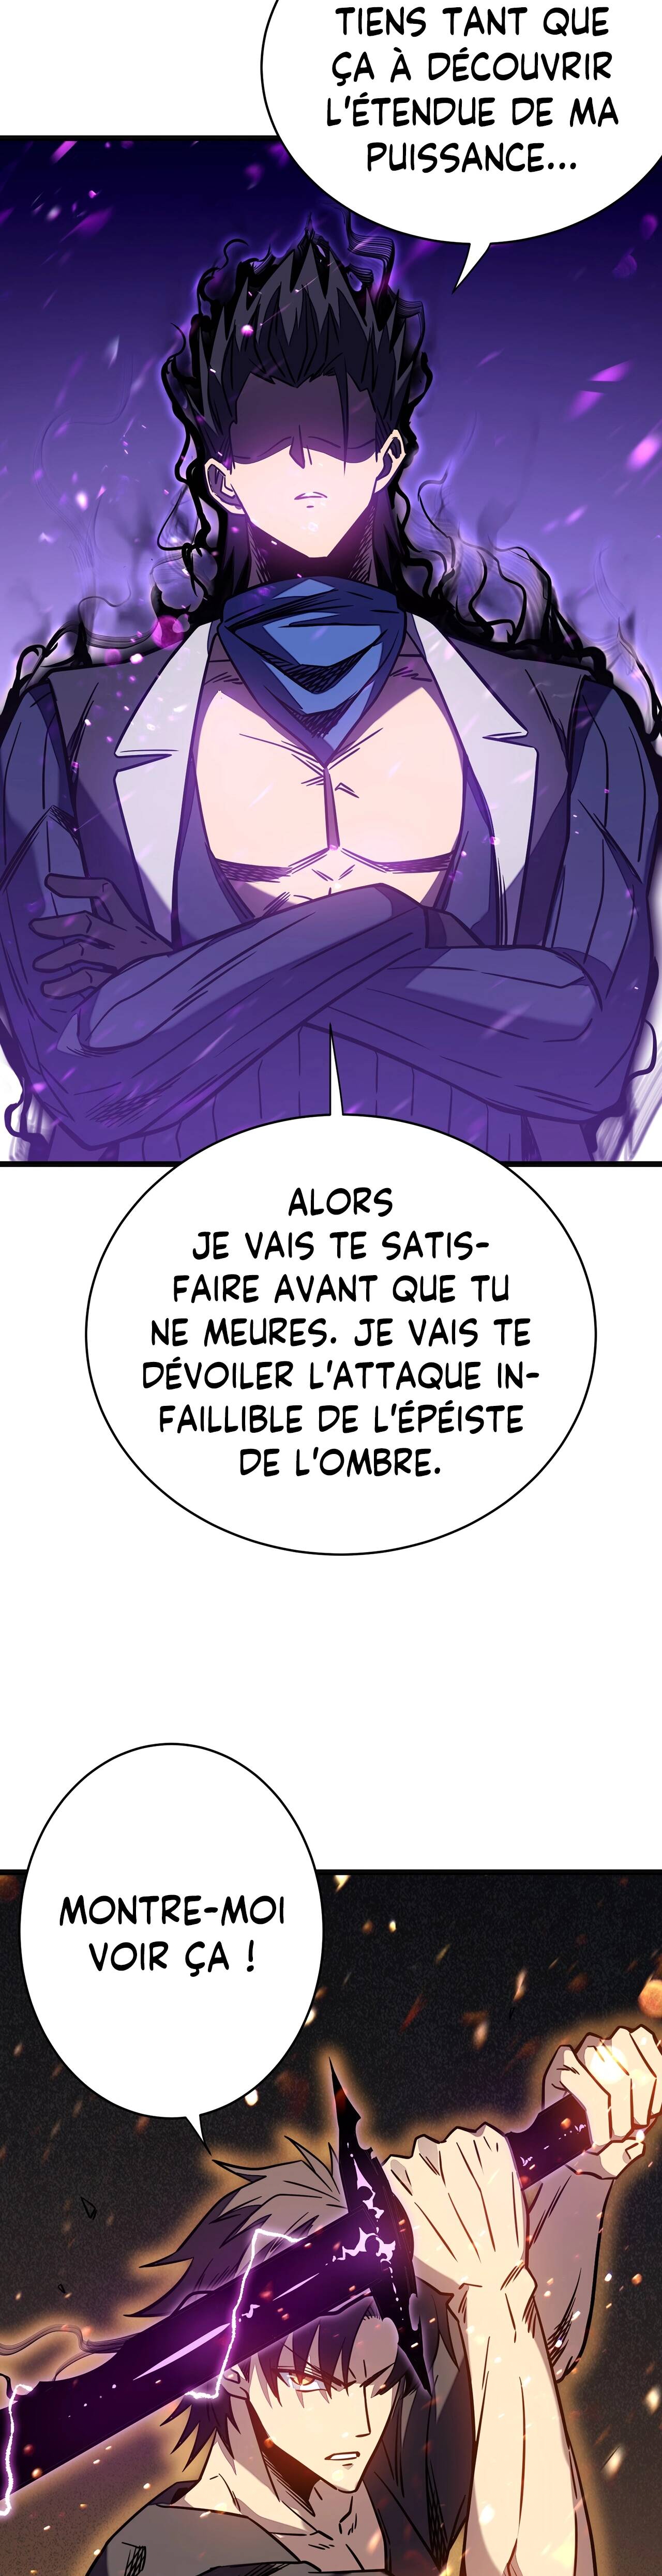 TIENS TANT QUE
ÇA À DÉCOUVRIR
L'ÉTENDUE DE MA
PUISSANCE...
ALORS
JE VAIS TE SATIS-
FAIRE AVANT QUE TU
NE MEURES. JE VAIS TE
DÉVOILER L'ATTAQUE IN-
FAILLIBLE DE L'ÉPÉISTE
DE L'OMBRE.
MONTRE-MOI
VOIR ÇA !